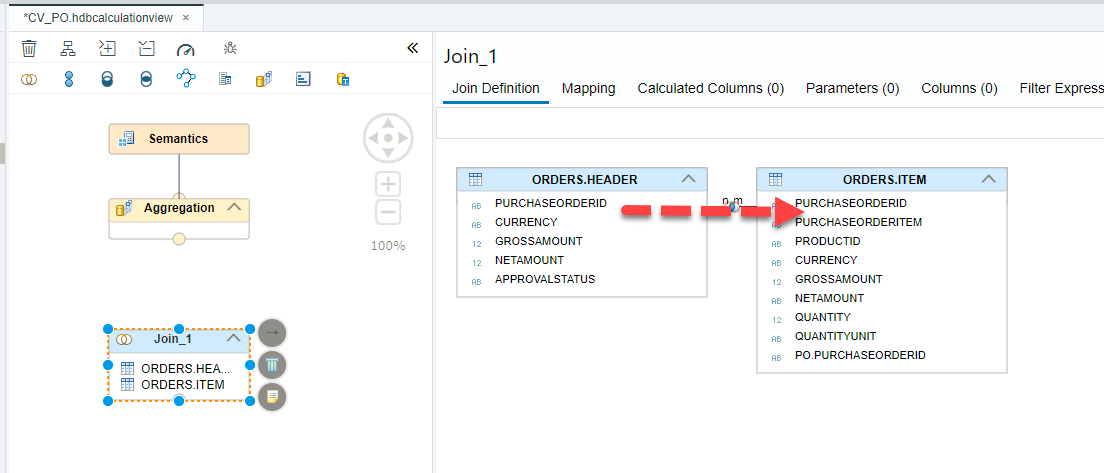 *CV_PO.hdbcalculationview ×
Join_1
Join Definition Mapping Calculated Columns (0) Parameters (0) Columns (0) Filter Express
Semantics
Aggregation
100%
Join_1
ORDERS.HEA...
ORDERS.ITEM
ORDERS.HEADER
AB PURCHASEORDERID
AB CURRENCY
12 GROSSAMOUNT
12 NETAMOUNT
AB APPROVALSTATUS
n..m
ORDERS.ITEM
AB PURCHASEORDERID
AB PURCHASEORDERITEM
AB PRODUCTID
AB CURRENCY
12 GROSSAMOUNT
AB NETAMOUNT
12 QUANTITY
AB QUANTITYUNIT
AB PO.PURCHASEORDERID